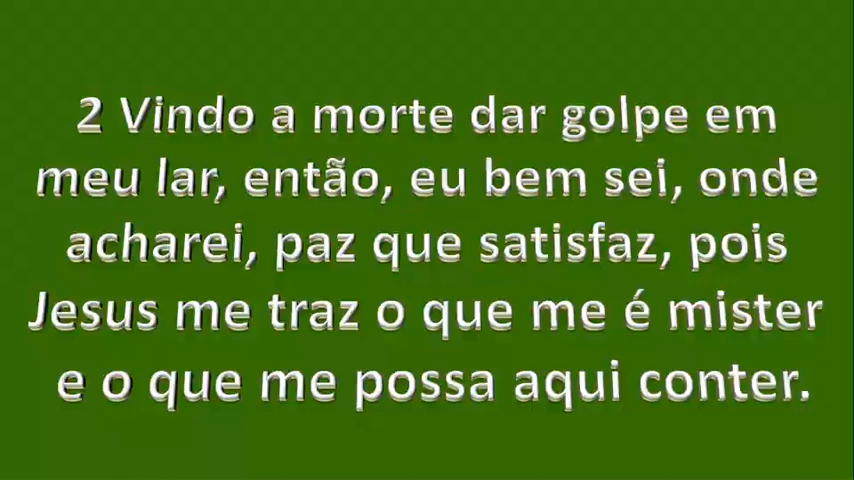 2 Vindo a morte dar golpe em
meu lar, então, eu bem sei, onde
acharei, paz que satisfaz, pois
Jesus me traz o que me é mister
e o que me possa aqui conter.